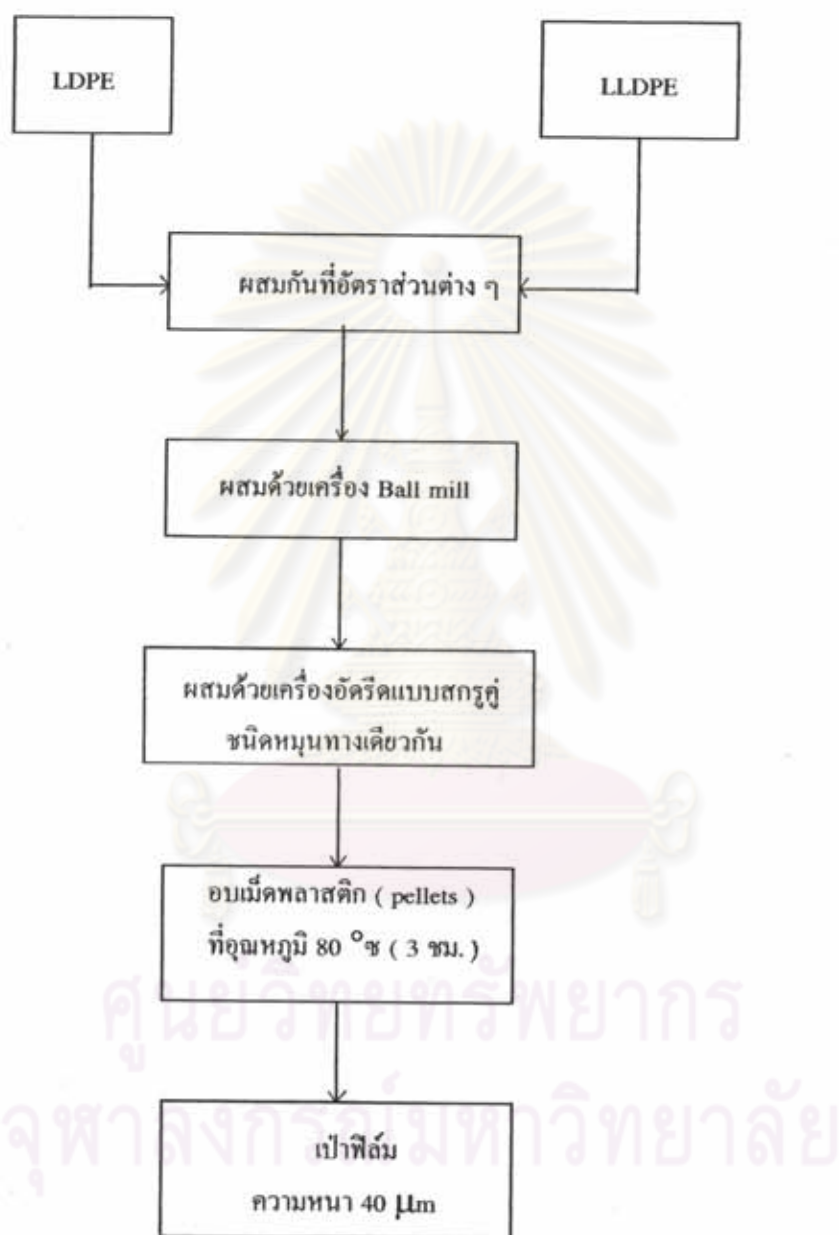 LDPE
LLDPE
ผสมกันที่อัตราส่วนต่าง ๆ
ผสมด้วยเครื่อง Ball mill
ผสมด้วยเครื่องอัดรีดแบบสกรูคู่
ชนิดหมุนทางเดียวกัน
อบเม็ดพลาสติก ( pellets )
ที่อุณหภูมิ 80 °ซ ( 3 ชม. )
เป่าฟิล์ม
ความหนา 40 µm
ศูนย์วิทยทรัพยากร
จุฬาลงกรณ์มหาวิทยาลัย